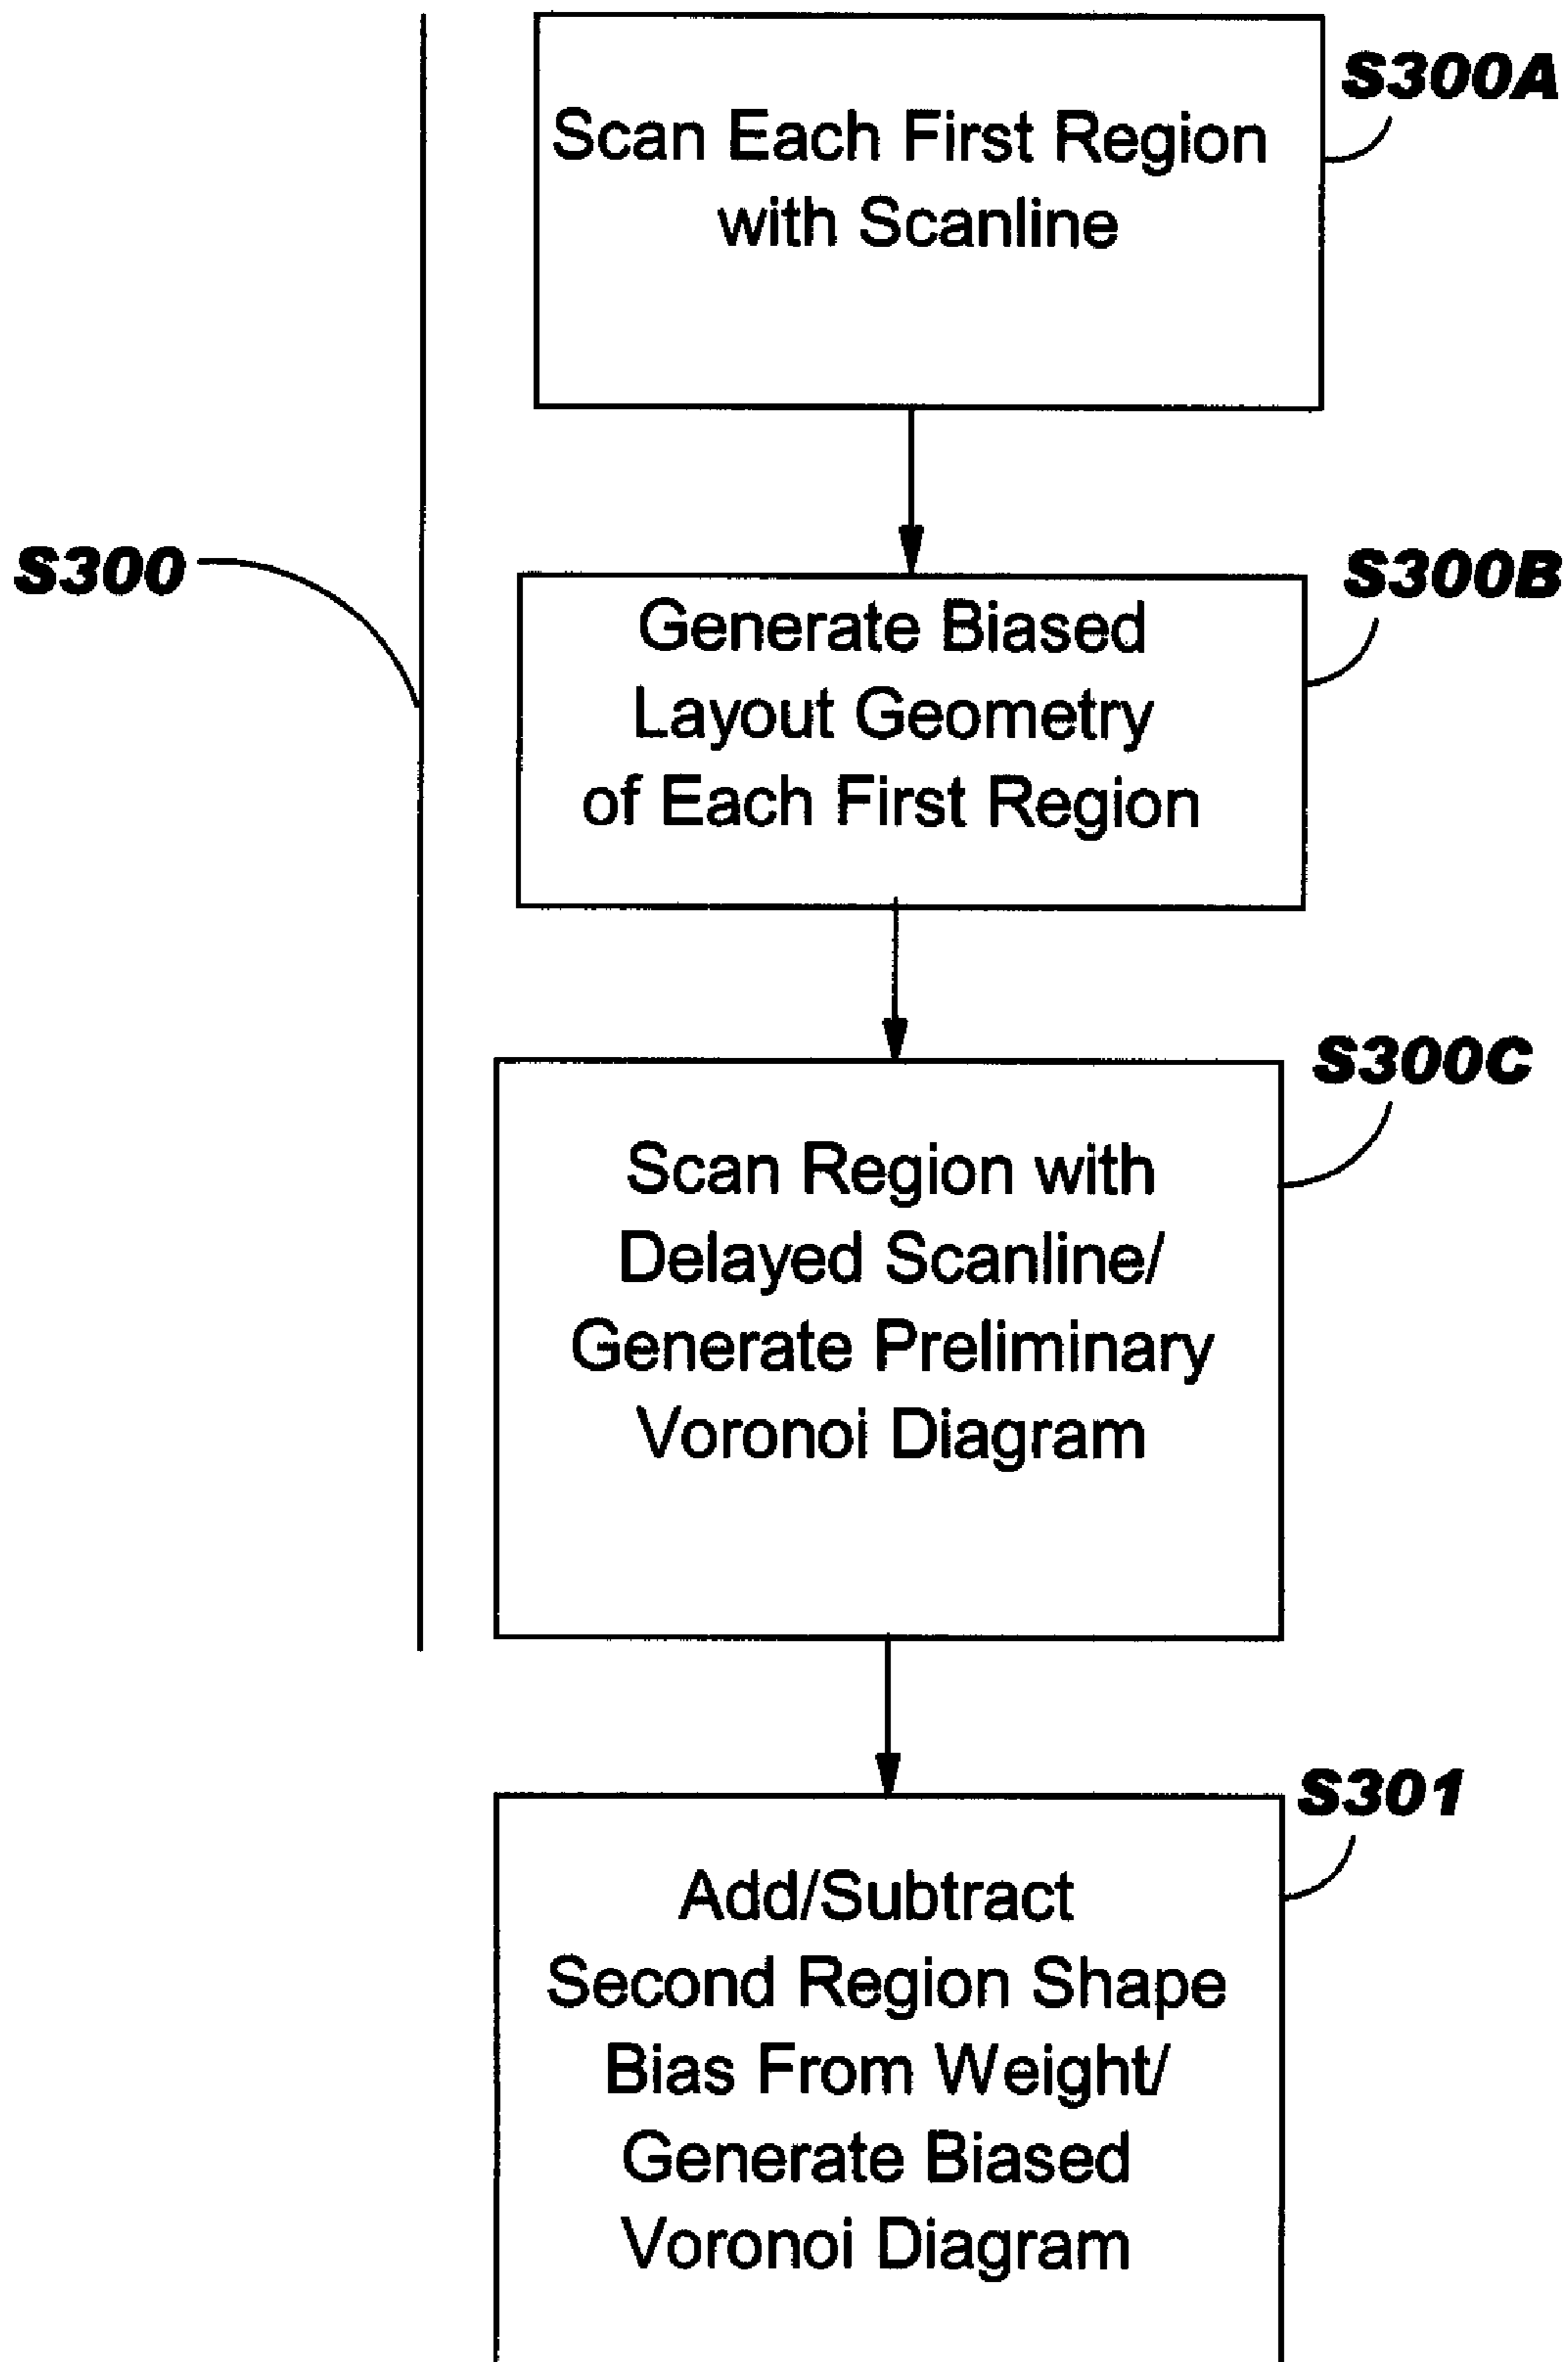 S300A
Scan Each First Region
with Scanline
S300
S300B
Generate Biased
Layout Geometry
of Each First Region
S300C
Scan Region with
Delayed Scanline/
Generate Preliminary
Voronoi Diagram
S301
Add/Subtract
Second Region Shape
Bias From Weight/
Generate Biased
Voronoi Diagram